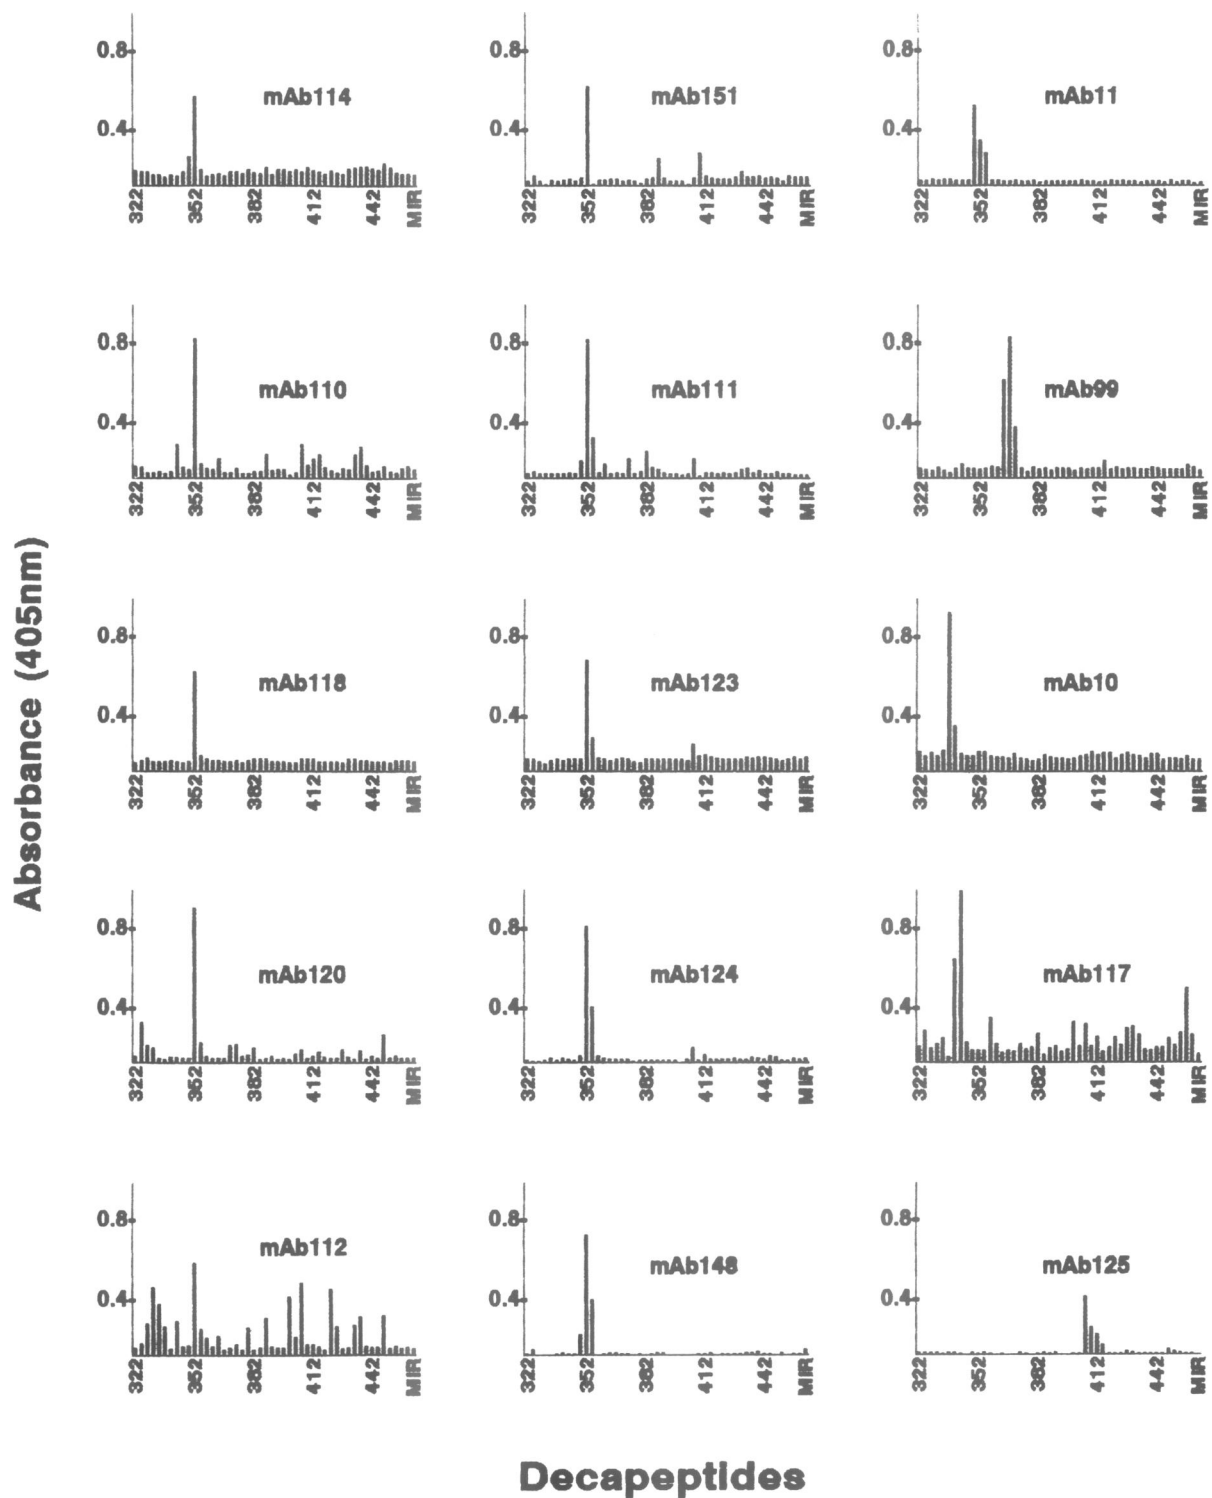 0.8
0.4
mAb114
322 352 382 412 442 MIR
0.8
0.4
mAb151
322 352 382 412 442 MIR
0.8
0.4
mAb11
322 352 382 412 442 MIR
0.8
0.4
mAb110
322 352 382 412 442 MIR
0.8
0.4
mAb111
322 352 382 412 442 MIR
0.8
0.4
mAb99
322 352 382 412 442 MIR
Absorbance (405nm)
0.8
0.4
mAb118
322 352 382 412 442 MIR
0.8
0.4
mAb123
322 352 382 412 442 MIR
0.8
0.4
mAb10
322 352 382 412 442 MIR
0.8
0.4
mAb120
322 352 382 412 442 MIR
0.8
0.4
mAb124
322 352 382 412 442 MIR
0.8
0.4
mAb117
322 352 382 412 442 MIR
0.8
0.4
mAb112
322 352 382 412 442 MIR
0.8
0.4
mAb148
322 352 382 412 442 MIR
0.8
0.4
mAb125
322 352 382 412 442 MIR
Decapeptides